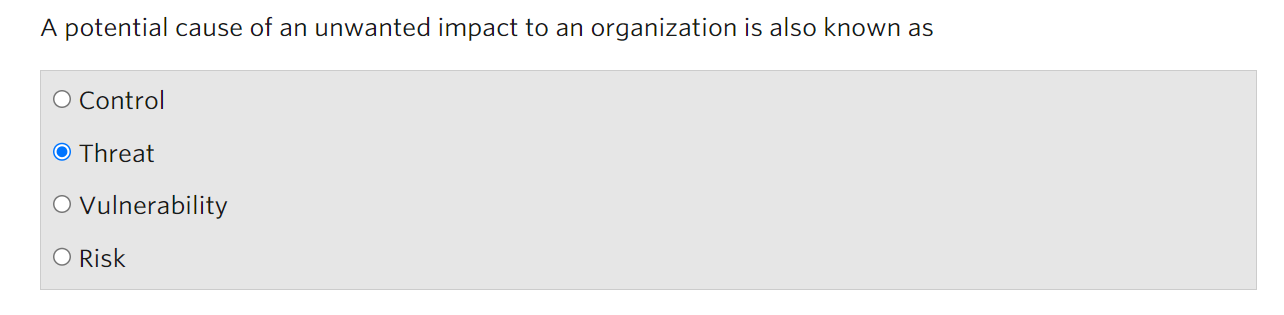 A potential cause of an unwanted impact to an organization is also known as
Control
Threat
Vulnerability
Risk